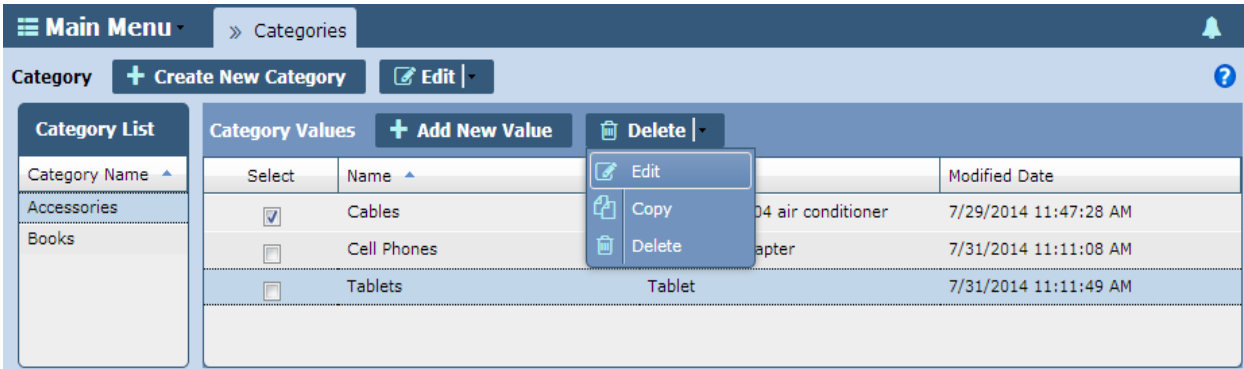 Main Menu
» Categories
Category
+ Create New Category
Edit
?
Category List
Category Values
+ Add New Value
Delete
Category Name
Select
Name
Edit
Modified Date
Accessories
Cables
Copy
04 air conditioner
7/29/2014 11:47:28 AM
Books
Cell Phones
Delete
apter
7/31/2014 11:11:08 AM
Tablets
Tablet
7/31/2014 11:11:49 AM